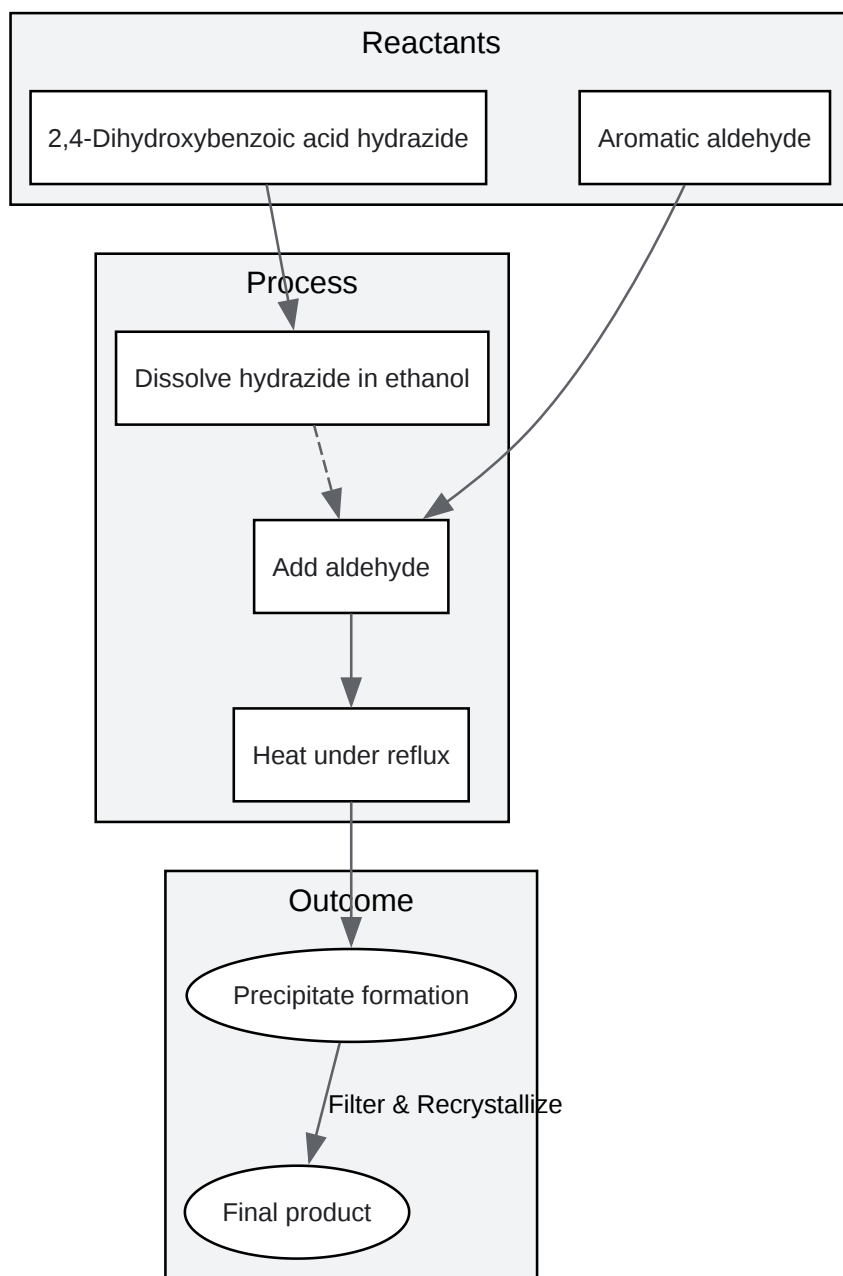 Reactants
2,4-Dihydroxybenzoic acid hydrazide
Aromatic aldehyde
Process
Dissolve hydrazide in ethanol
Add aldehyde
Heat under reflux
Outcome
Precipitate formation
Filter & Recrystallize
Final product